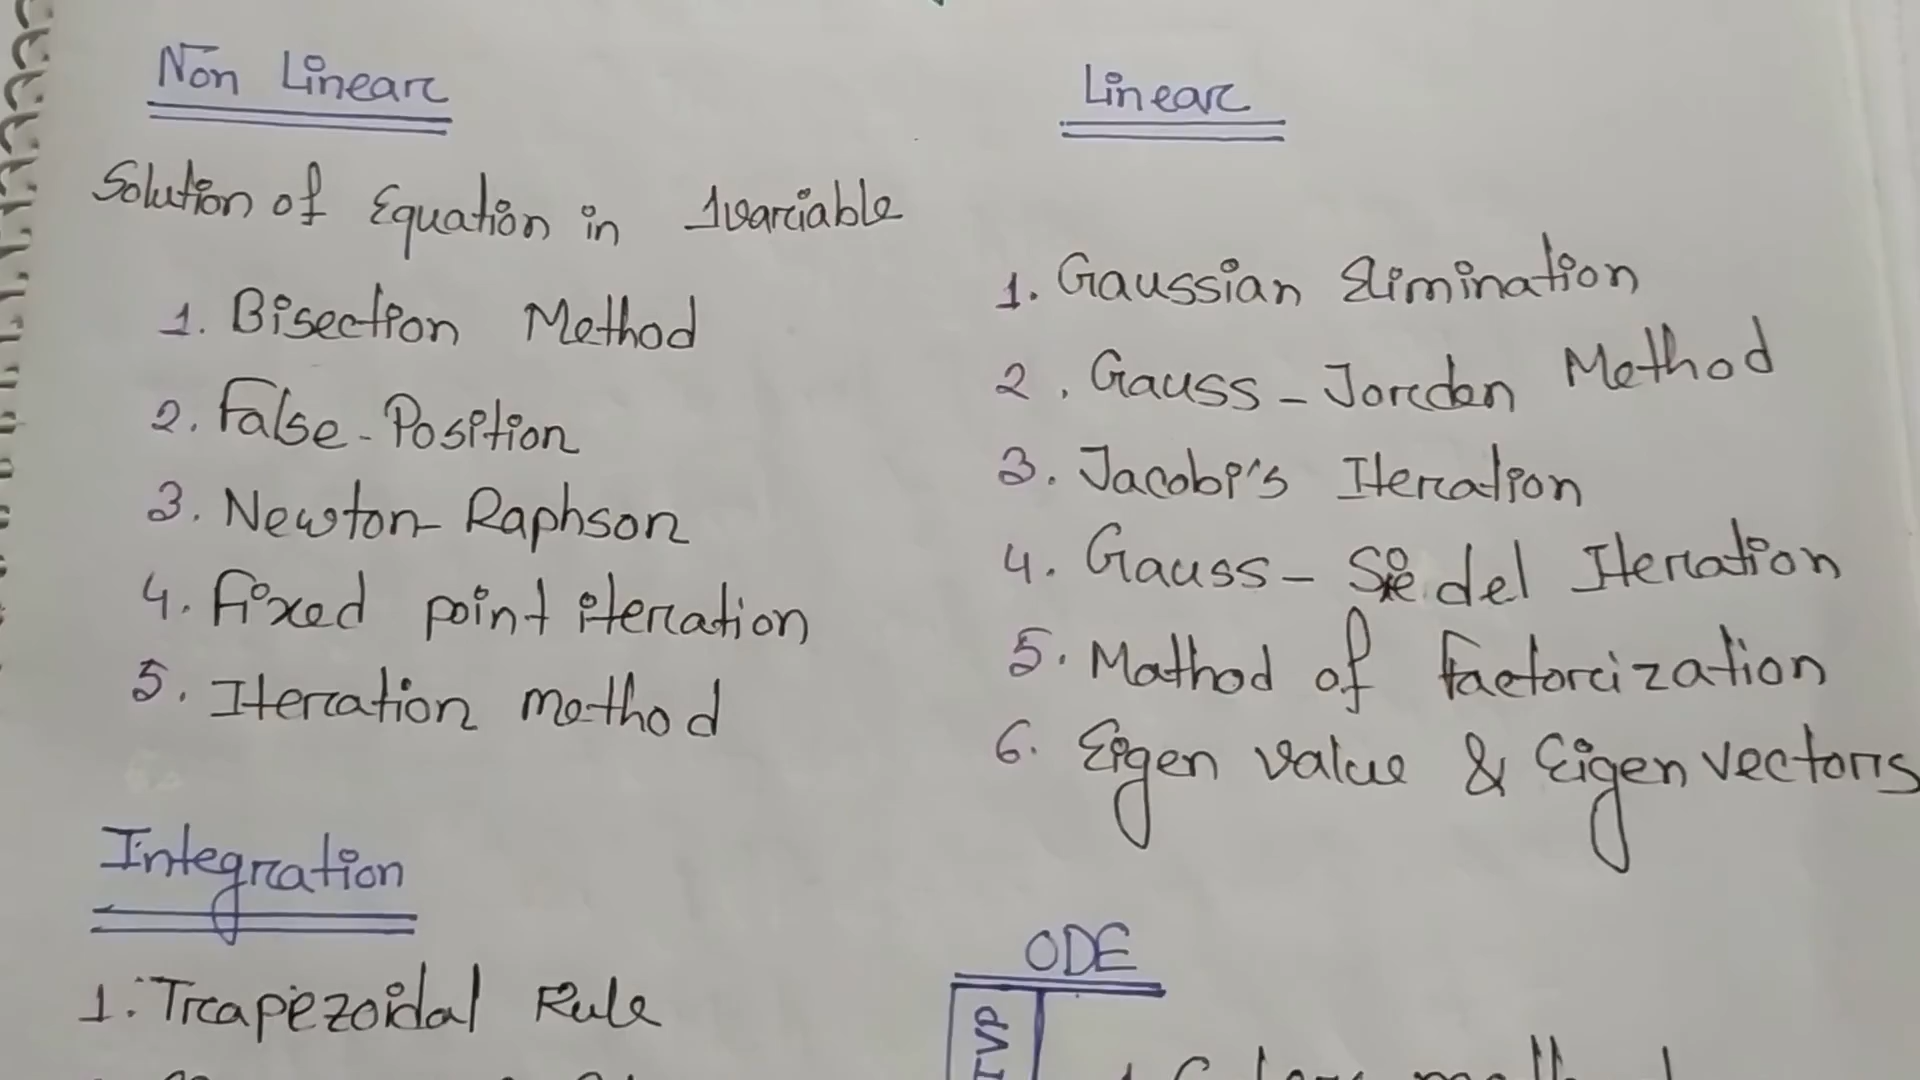 Non Linear
Solution of Equation in 1 variable
1. Bisection Method
2. False-Position
3. Newton-Raphson
4. Fixed point iteration
5. Iteration method
Linear
1. Gaussian Elimination
2. Gauss-Jordan Method
3. Jacobi's Iteration
4. Gauss-Siedel Iteration
5. Mathod of factorization
6. Eigen value & Eigen vectors
Integration
1. Trapezoidal Rule
ODE
IVP